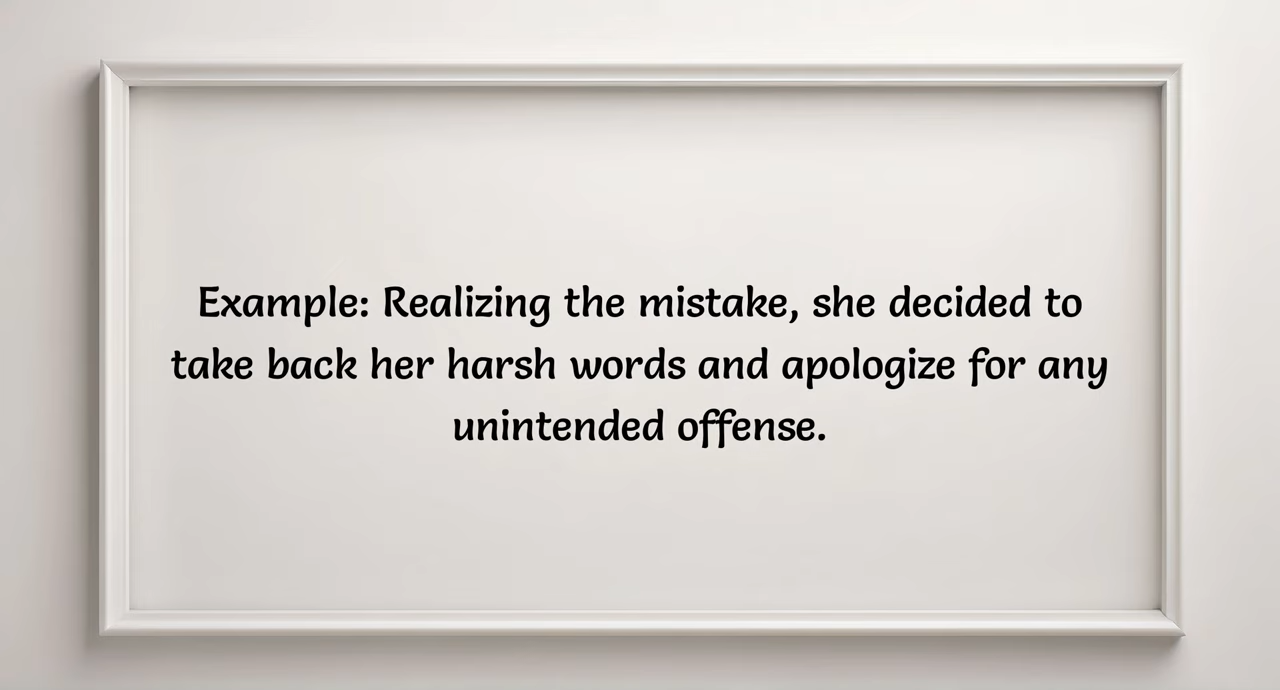 Example: Realizing the mistake, she decided to
take back her harsh words and apologize for any
unintended offense.